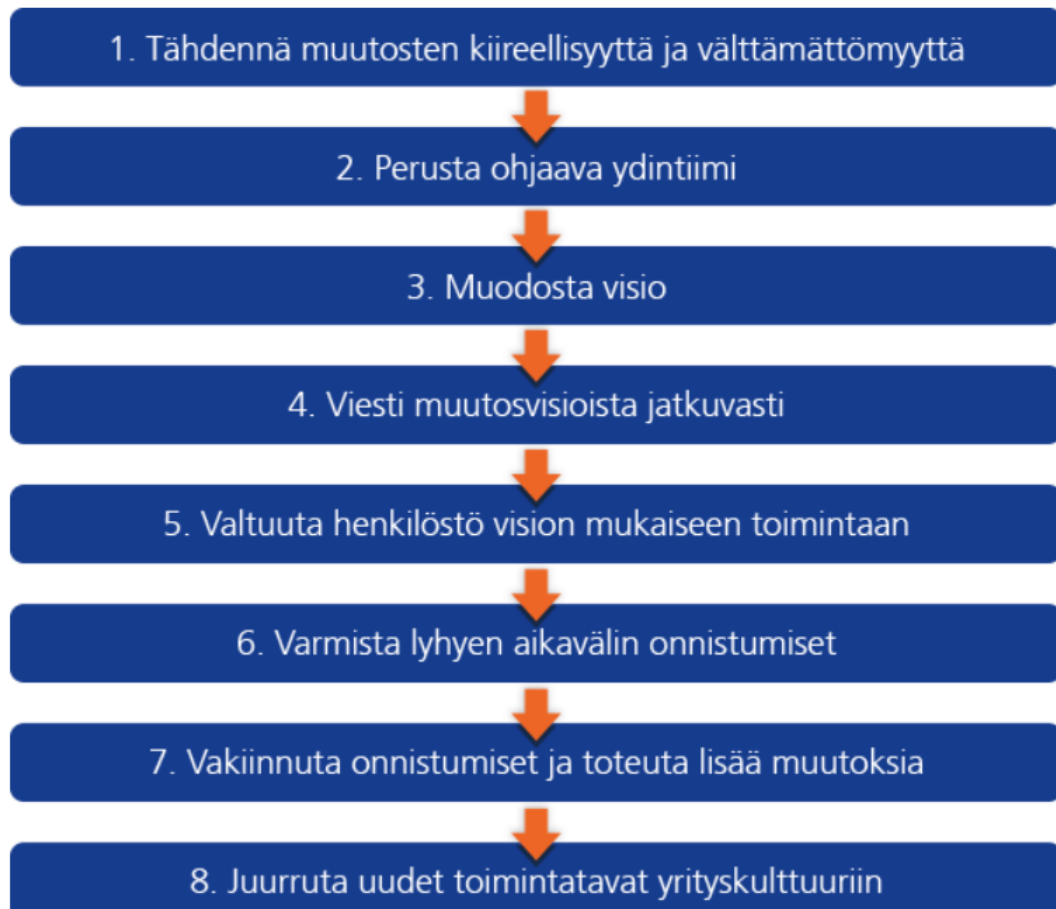 1. Tähdennä muutosten kiireellisyyttä ja välttämättömyyttä
2. Perusta ohjaava ydintiimi
3. Muodosta visio
4. Viesti muutosvisioista jatkuvasti
5. Valtuuta henkilöstö vision mukaiseen toimintaan
6. Varmista lyhyen aikavälin onnistumiset
7. Vakiinnuta onnistumiset ja toteuta lisää muutoksia
8. Juurruta uudet toimintatavat yrityskulttuuriin